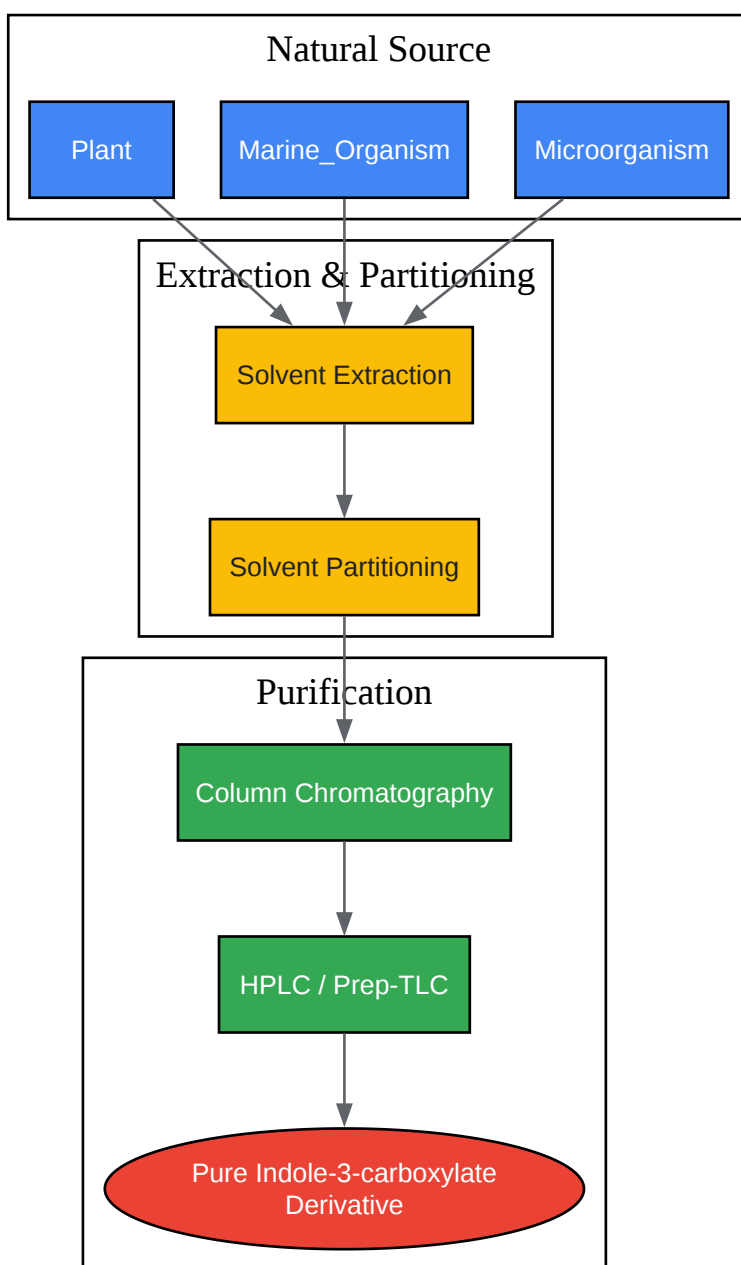 Natural Source
Plant
Marine_Organism
Microorganism
Extraction & Partitioning
Solvent Extraction
Solvent Partitioning
Purification
Column Chromatography
HPLC / Prep-TLC
Pure Indole-3-carboxylate
Derivative